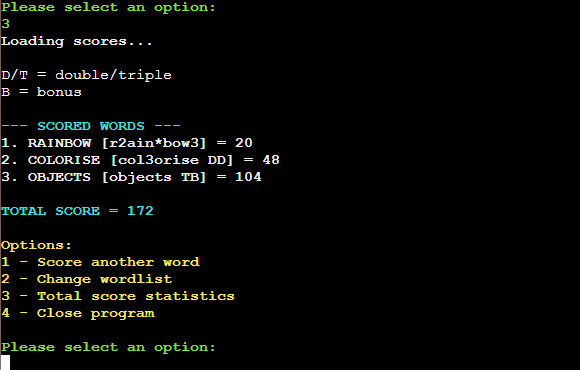 Please select an option:
3
Loading scores...
D/T = double/triple
B = bonus
--- SCORED WORDS ---
1. RAINBOW [r2ain*bow3] = 20
2. COLORISE [col3orise DD] = 48
3. OBJECTS [objects TB] = 104
TOTAL SCORE = 172
Options:
1 - Score another word
2 - Change wordlist
3 - Total score statistics
4 - Close program
Please select an option: